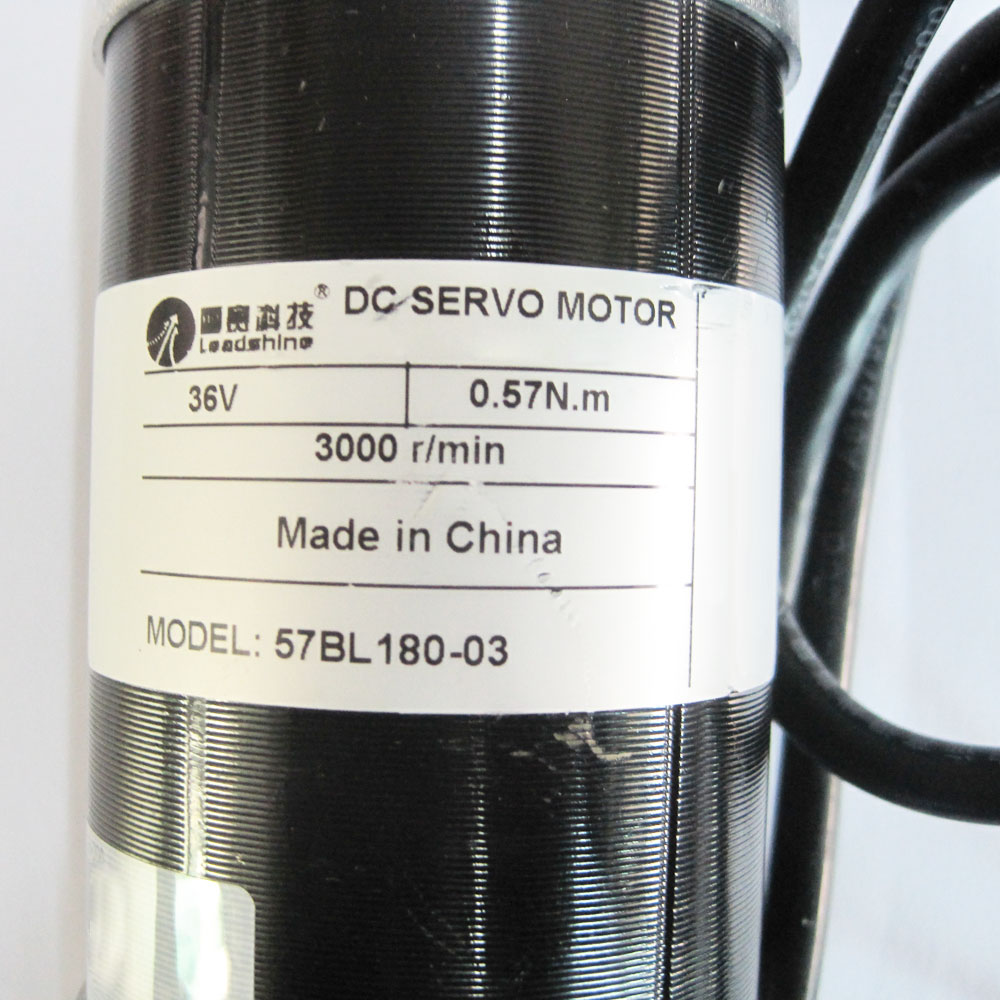 雷赛科技® DC SERVO MOTOR
Leadshine
36V 0.57N.m
3000 r/min
Made in China
MODEL: 57BL180-03